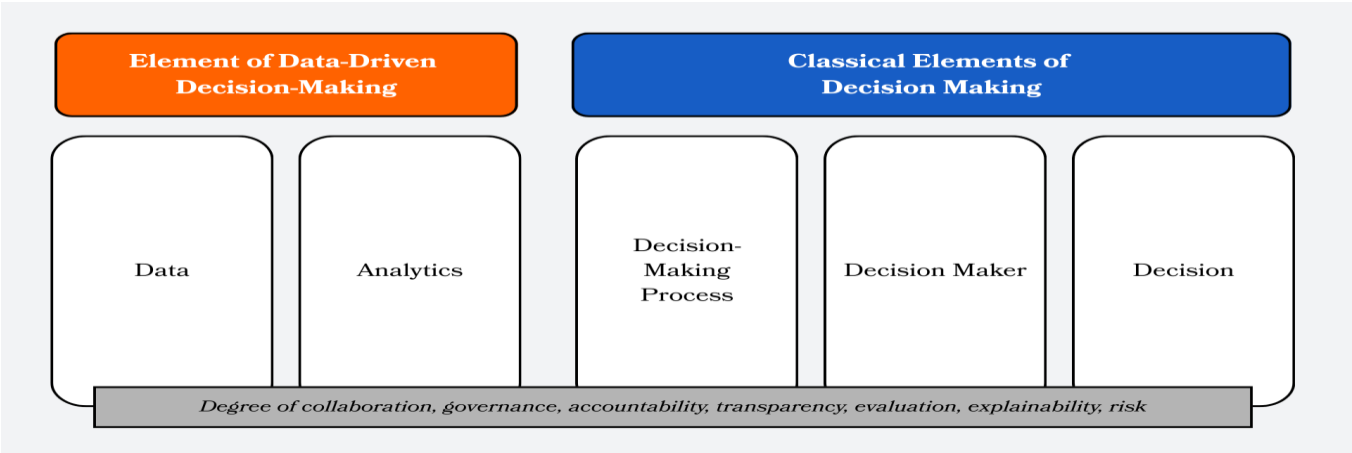 Element of Data-Driven
Decision-Making
Classical Elements of
Decision Making
Data
Analytics
Decision-
Making
Process
Decision Maker
Decision
Degree of collaboration, governance, accountability, transparency, evaluation, explainability, risk